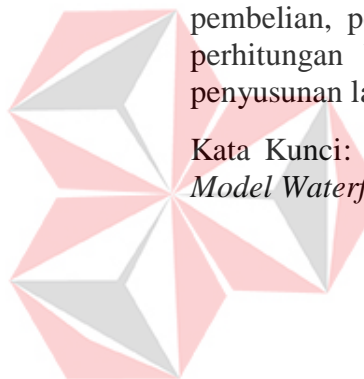 pembelian, p
perhitungan
penyusunan la
Kata Kunci:
Model Waterf